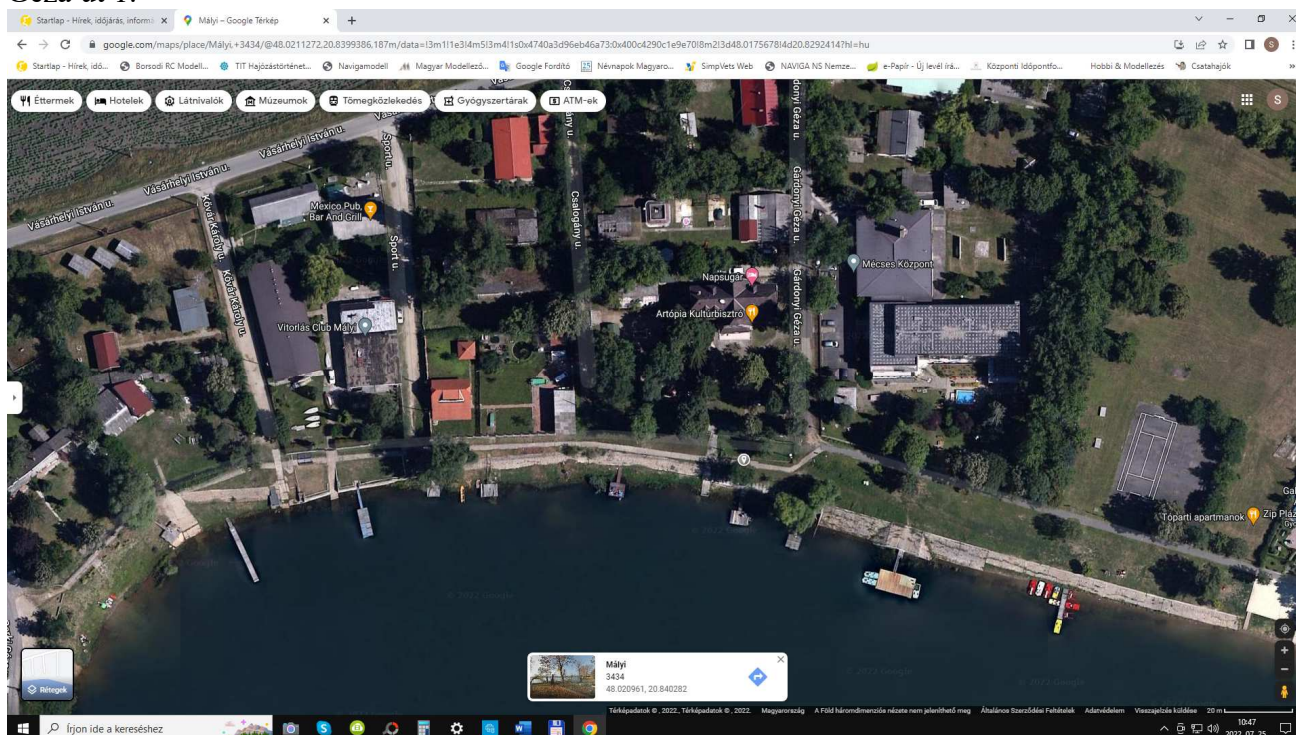 Géza út 1.
Startlap - Hírek, időjárás, informá
Mályi – Google Térkép
google.com/maps/place/Mályi,+3434/@48.0211272,20.8399386,187m/data=!3m1!1e3!4m5!3m4!1s0x4740a3d96eb46a73:0x400c4290c1e9e70!8m2!3d48.0175678!4d20.8292414?hl=hu
Startlap - Hírek, idő...
Borsodi RC Modell...
TIT Hajózástörténet...
Navigamodell
Magyar Modellező...
Google Fordító
Névnapok Magyaro...
SimpVets Web
NAVIGA NS Nemze...
e-Papír - Új levél írá...
Központi Időpontfo...
Hobbi & Modellezés
Csatahajók
Éttermek
Hotelek
Látnivalók
Múzeumok
Tömegközlekedés
Gyógyszertárak
ATM-ek
S
Vásárhelyi István u.
Vásárhelyi István u.
Vásárhelyi István u.
Sport u.
Sport u.
Csalogány u.
Gárdonyi Géza u.
Gárdonyi Géza u.
Kővár Károly u.
Kővár Károly u.
Mexico Pub,
Bar And Grill
Mécses Központ
Napsugár
Artópia Kultúrbisztró
Vitorlás Club Mályi
Tóparti apartmanok
Zip Pláz
© 2022 Google
Mályi
3434
48.020961, 20.840282
Rétegek
Térképadatok © , 2022., Térképadatok © , 2022.
Magyarország
A Föld háromdimenziós nézete nem jeleníthető meg
Általános Szerződési Feltételek
Adatvédelem
Visszajelzés küldése
20 m
Írjon ide a kereséshez
10:47
2022. 07. 25.